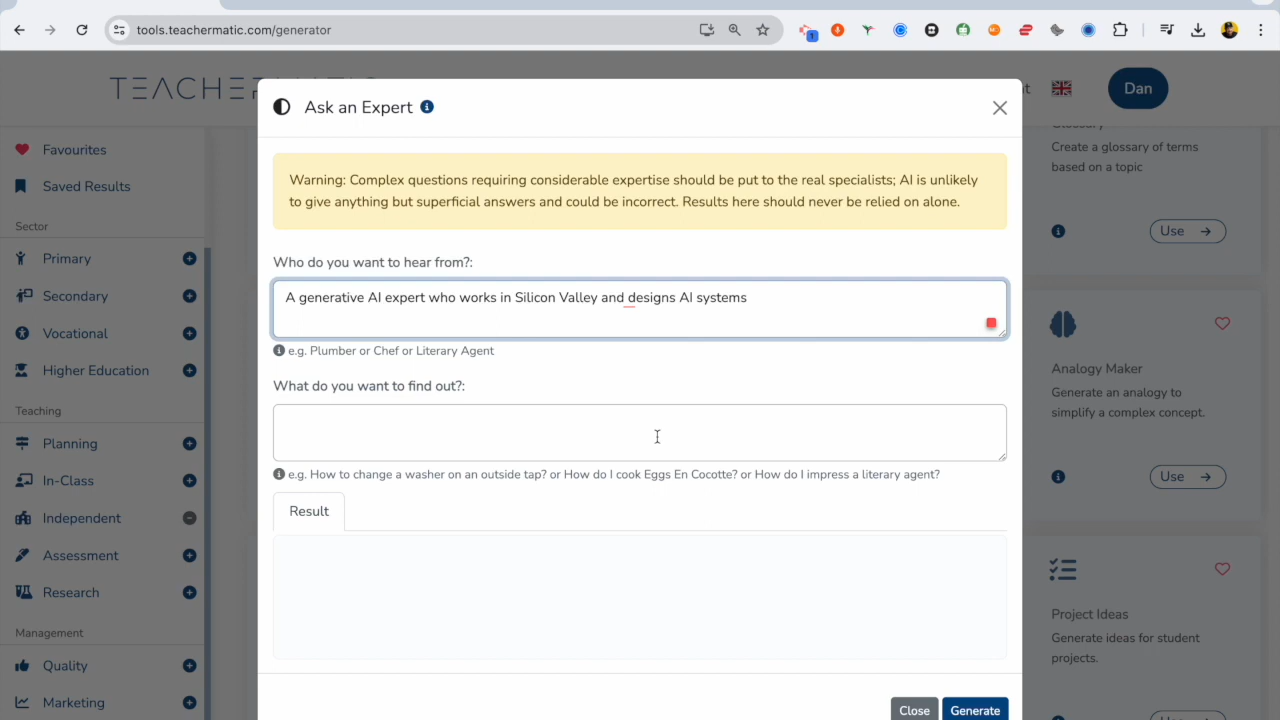 tools.teachermatic.com/generator
1
TEACHE
nt
Dan
Ask an Expert
Favourites
Saved Results
Sector
Primary
Secondary
Vocational
Higher Education
Teaching
Planning
In-Class
Independent
Assessment
Research
Management
Quality
Marketing
Warning: Complex questions requiring considerable expertise should be put to the real specialists; AI is unlikely
to give anything but superficial answers and could be incorrect. Results here should never be relied on alone.
Who do you want to hear from?:
A generative AI expert who works in Silicon Valley and designs AI systems
e.g. Plumber or Chef or Literary Agent
What do you want to find out?:
e.g. How to change a washer on an outside tap? or How do I cook Eggs En Cocotte? or How do I impress a literary agent?
Result
Close
Generate
Glossary
Create a glossary of terms
based on a topic
Use
Analogy Maker
Generate an analogy to
simplify a complex concept.
Use
Project Ideas
Generate ideas for student
projects.
Use